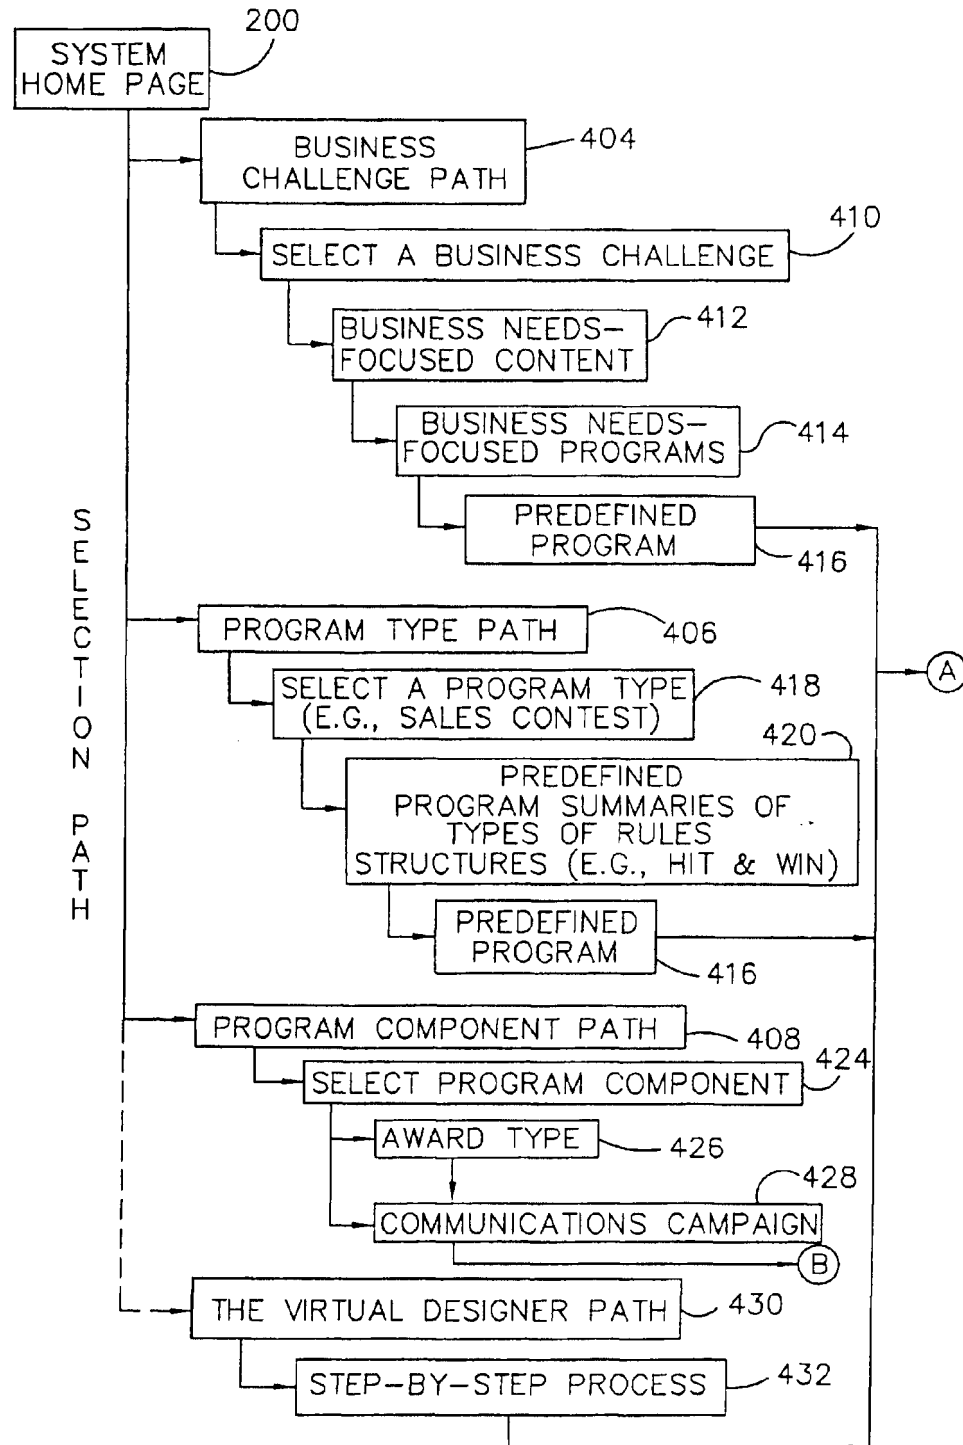 200
SYSTEM
HOME PAGE
BUSINESS
CHALLENGE PATH
404
SELECT A BUSINESS CHALLENGE
410
BUSINESS NEEDS-
FOCUSED CONTENT
412
BUSINESS NEEDS-
FOCUSED PROGRAMS
414
PREDEFINED
PROGRAM
416
SELECTION PATH
PROGRAM TYPE PATH
406
A
SELECT A PROGRAM TYPE
(E.G., SALES CONTEST)
418
420
PREDEFINED
PROGRAM SUMMARIES OF
TYPES OF RULES
STRUCTURES (E.G., HIT & WIN)
PREDEFINED
PROGRAM
416
PROGRAM COMPONENT PATH
408
SELECT PROGRAM COMPONENT
424
AWARD TYPE
426
428
COMMUNICATIONS CAMPAIGN
B
THE VIRTUAL DESIGNER PATH
430
STEP-BY-STEP PROCESS
432